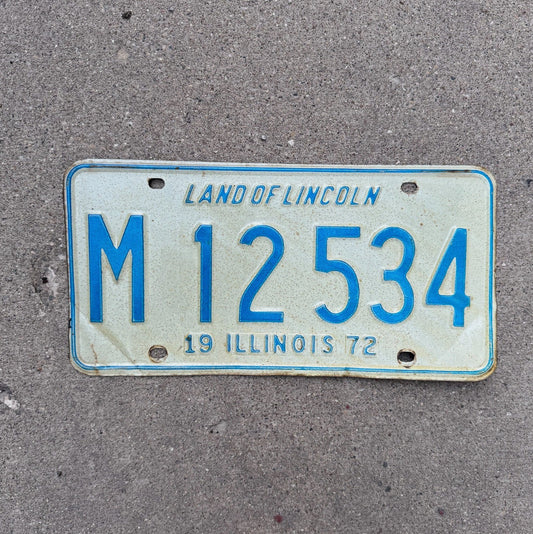 LAND OF LINCOLN
M 12 534
19 ILLINOIS 72